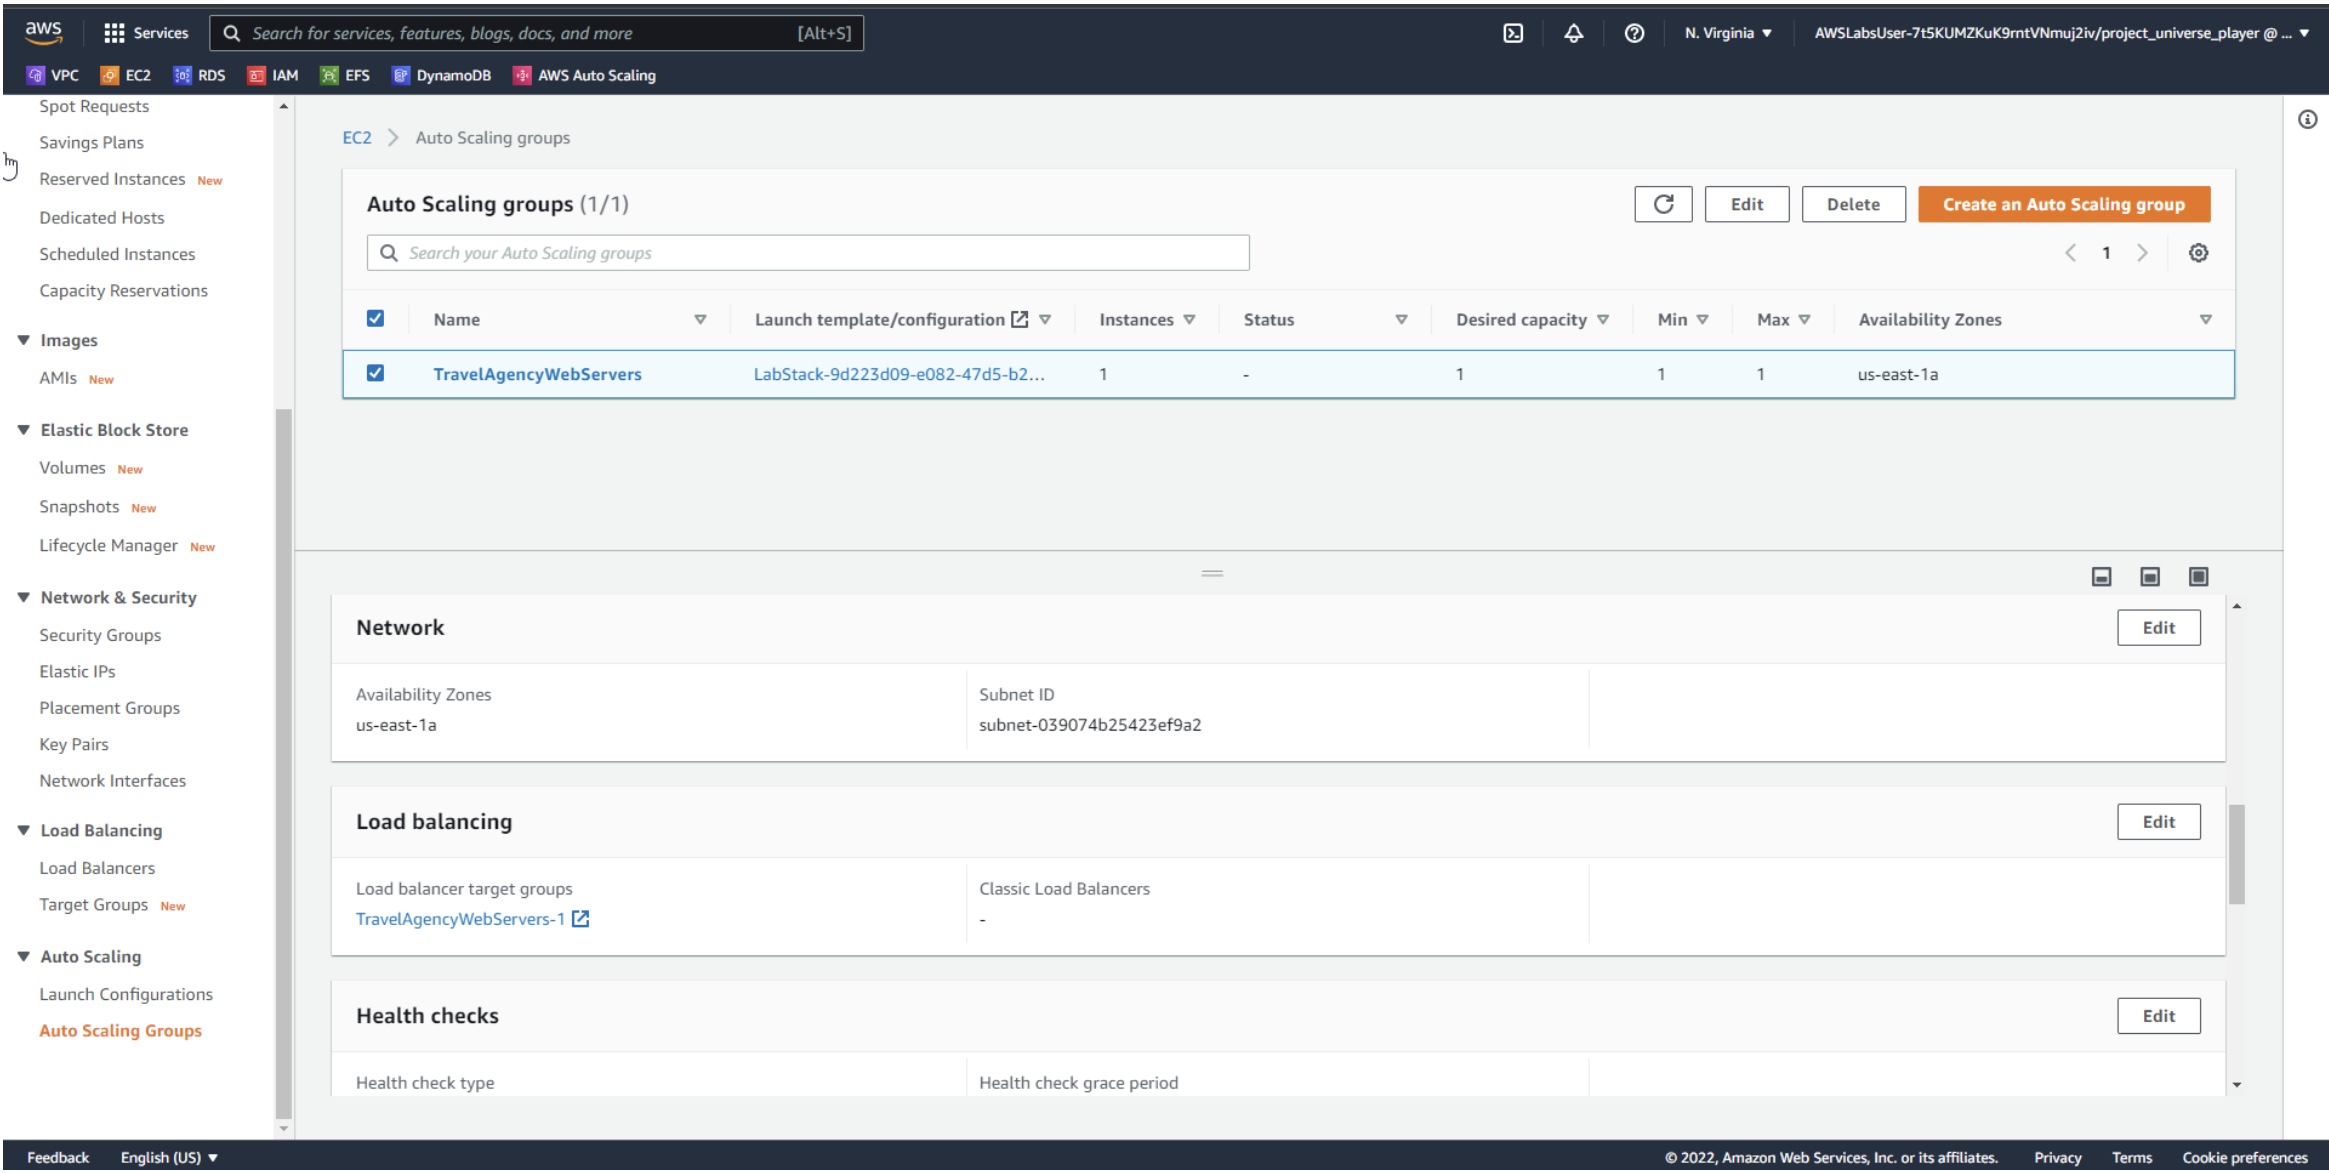 aws
Services
Search for services, features, blogs, docs, and more [Alt+S]
N. Virginia ▼
AWSLabsUser-7t5KUMZKuK9rntVNmuj2iv/project_universe_player @ ... ▼
VPC EC2 RDS IAM EFS DynamoDB AWS Auto Scaling
Spot Requests
Savings Plans
Reserved Instances New
Dedicated Hosts
Scheduled Instances
Capacity Reservations
Images
AMIs New
Elastic Block Store
Volumes New
Snapshots New
Lifecycle Manager New
Network & Security
Security Groups
Elastic IPs
Placement Groups
Key Pairs
Network Interfaces
Load Balancing
Load Balancers
Target Groups New
Auto Scaling
Launch Configurations
Auto Scaling Groups
EC2 > Auto Scaling groups
Auto Scaling groups (1/1)
Edit
Delete
Create an Auto Scaling group
Search your Auto Scaling groups
< 1 >
Name Launch template/configuration Instances Status Desired capacity Min Max Availability Zones
TravelAgencyWebServers LabStack-9d223d09-e082-47d5-b2... 1 - 1 1 1 us-east-1a
Network
Edit
Availability Zones
us-east-1a
Subnet ID
subnet-039074b25423ef9a2
Load balancing
Edit
Load balancer target groups
TravelAgencyWebServers-1
Classic Load Balancers
-
Health checks
Edit
Health check type
Health check grace period
Feedback English (US) ▼
© 2022, Amazon Web Services, Inc. or its affiliates. Privacy Terms Cookie preferences